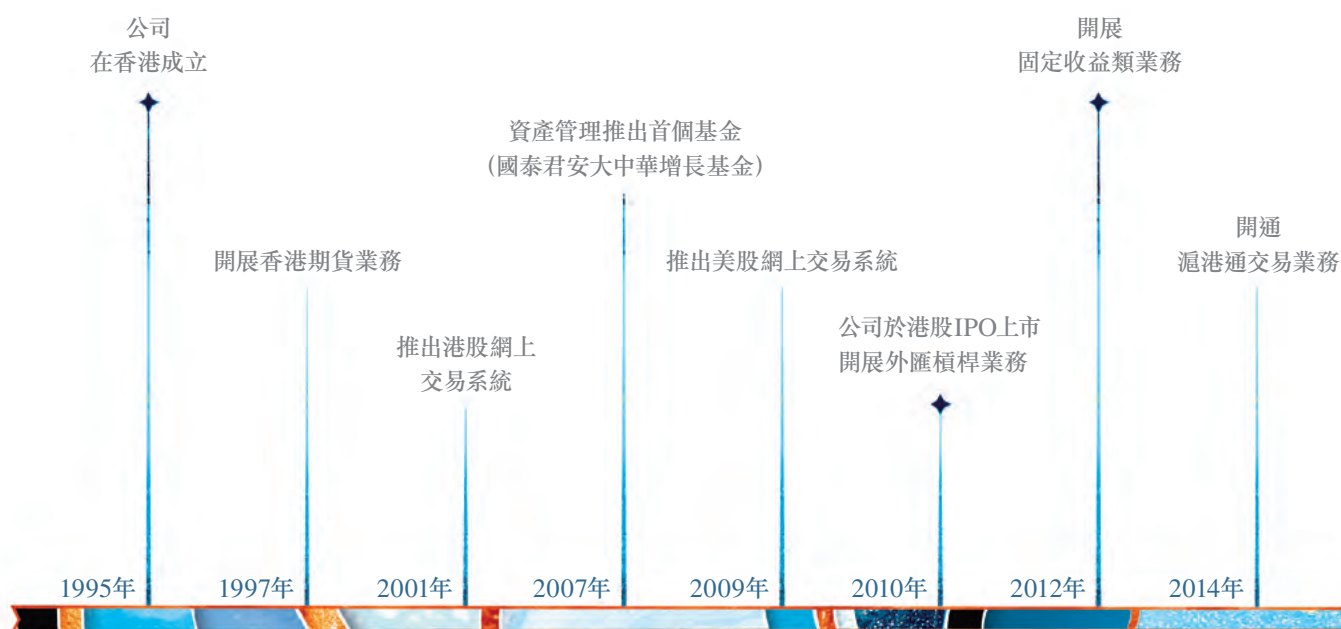 公司
在香港成立
1995年
開展香港期貨業務
1997年
推出港股網上
交易系統
2001年
資產管理推出首個基金
(國泰君安大中華增長基金)
2007年
推出美股網上交易系統
2009年
公司於港股IPO上市
開展外匯槓桿業務
2010年
開展
固定收益類業務
2012年
開通
滬港通交易業務
2014年